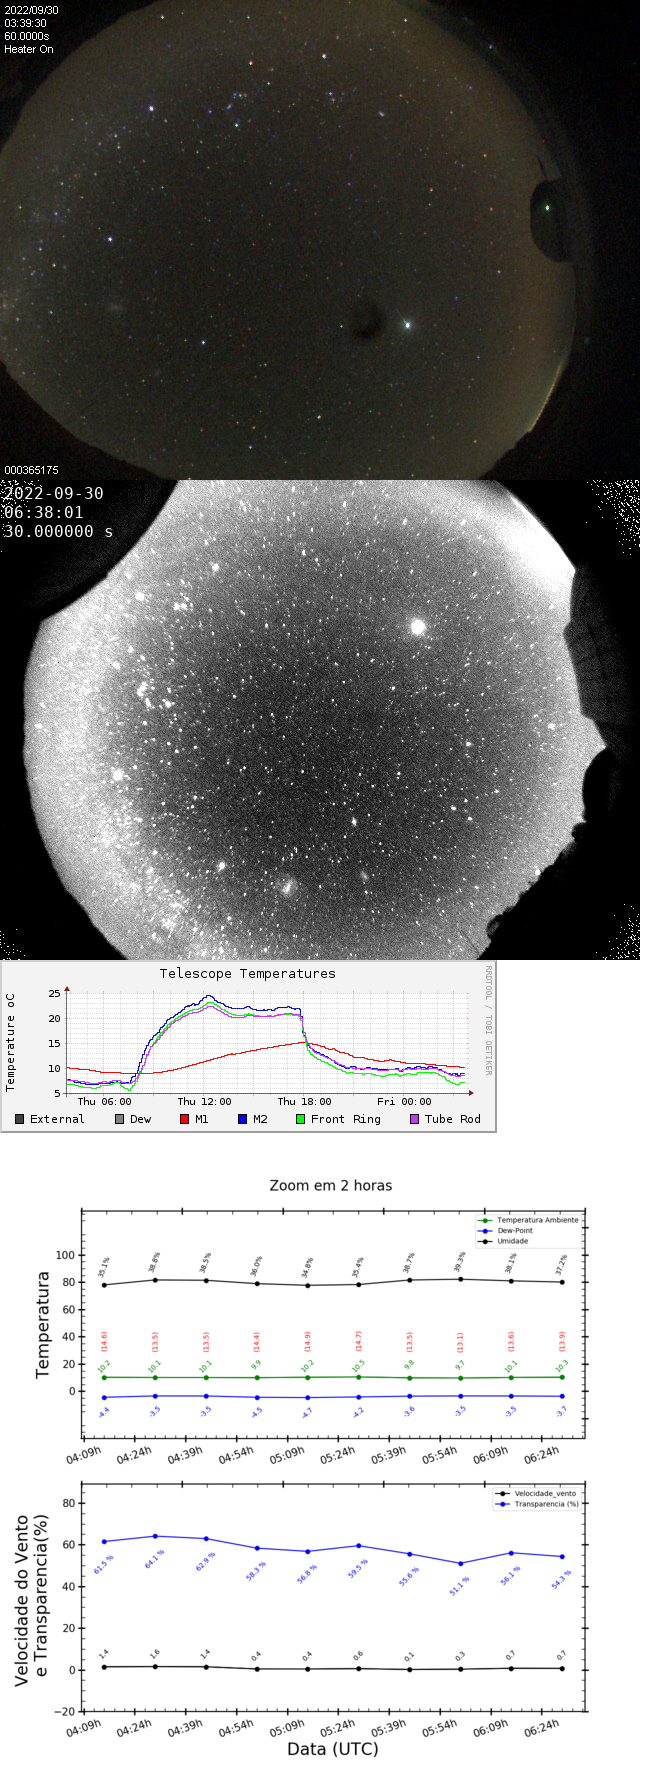 2022/09/30
03:39:30
60.0000s
Heater On
000365175
2022-09-30
06:38:01
30.000000 s
Telescope Temperatures
RRDTOOL / TOBI OETIKER
Temperature oC
25
20
15
10
5
Thu 06:00 Thu 12:00 Thu 18:00 Fri 00:00
External Dew M1 M2 Front Ring Tube Rod
Zoom em 2 horas
Temperatura Ambiente
Dew-Point
Umidade
Temperatura
100
80
60
40
20
0
35.1% 38.8% 38.5% 36.0% 34.8% 35.4% 38.7% 39.3% 38.1% 37.2%
(14.6) (13.5) (13.5) (14.4) (14.9) (14.7) (13.5) (13.1) (13.6) (13.9)
10.2 10.1 10.1 9.9 10.2 10.5 9.8 9.7 10.1 10.3
-4.4 -3.5 -3.5 -4.5 -4.7 -4.2 -3.6 -3.5 -3.5 -3.7
04:09h 04:24h 04:39h 04:54h 05:09h 05:24h 05:39h 05:54h 06:09h 06:24h
Velocidade_vento
Transparencia (%)
Velocidade do Vento
e Transparencia(%)
80
60
40
20
0
−20
61.5 % 64.1 % 62.9 % 58.3 % 56.8 % 59.5 % 55.6 % 51.1 % 56.1 % 54.3 %
1.4 1.6 1.4 0.4 0.4 0.6 0.1 0.3 0.7 0.7
04:09h 04:24h 04:39h 04:54h 05:09h 05:24h 05:39h 05:54h 06:09h 06:24h
Data (UTC)